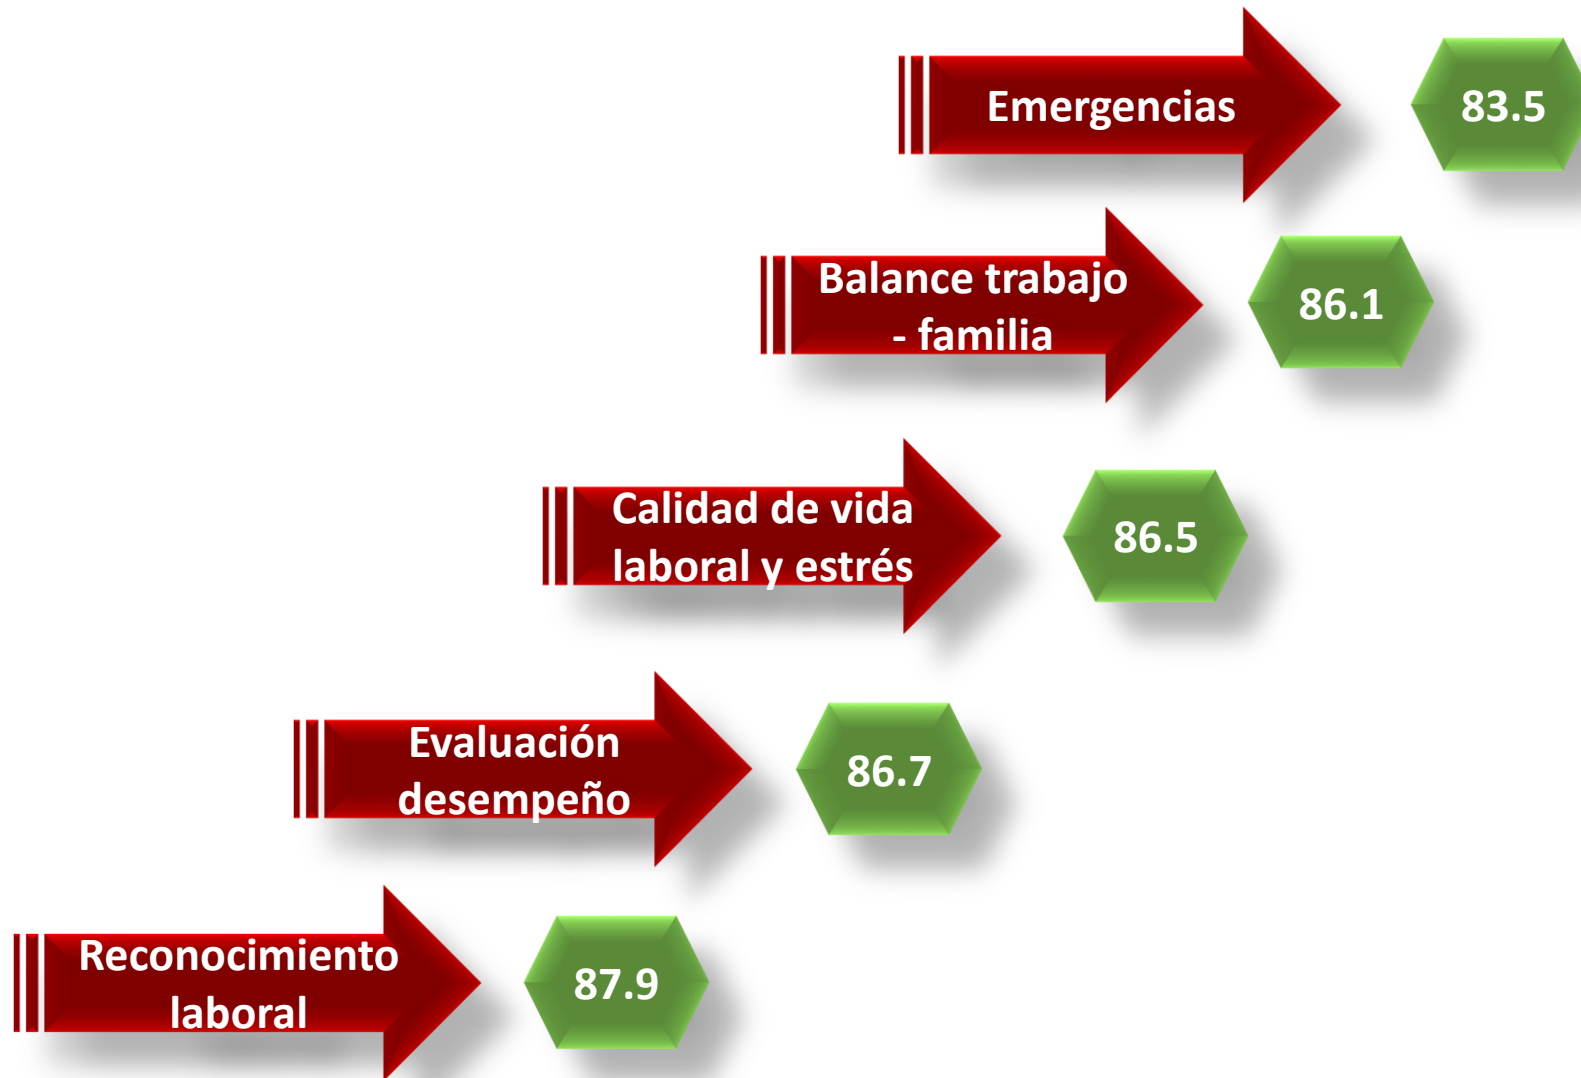 Emergencias
83.5
Balance trabajo
- familia
86.1
Calidad de vida
laboral y estrés
86.5
Evaluación
desempeño
86.7
Reconocimiento
laboral
87.9